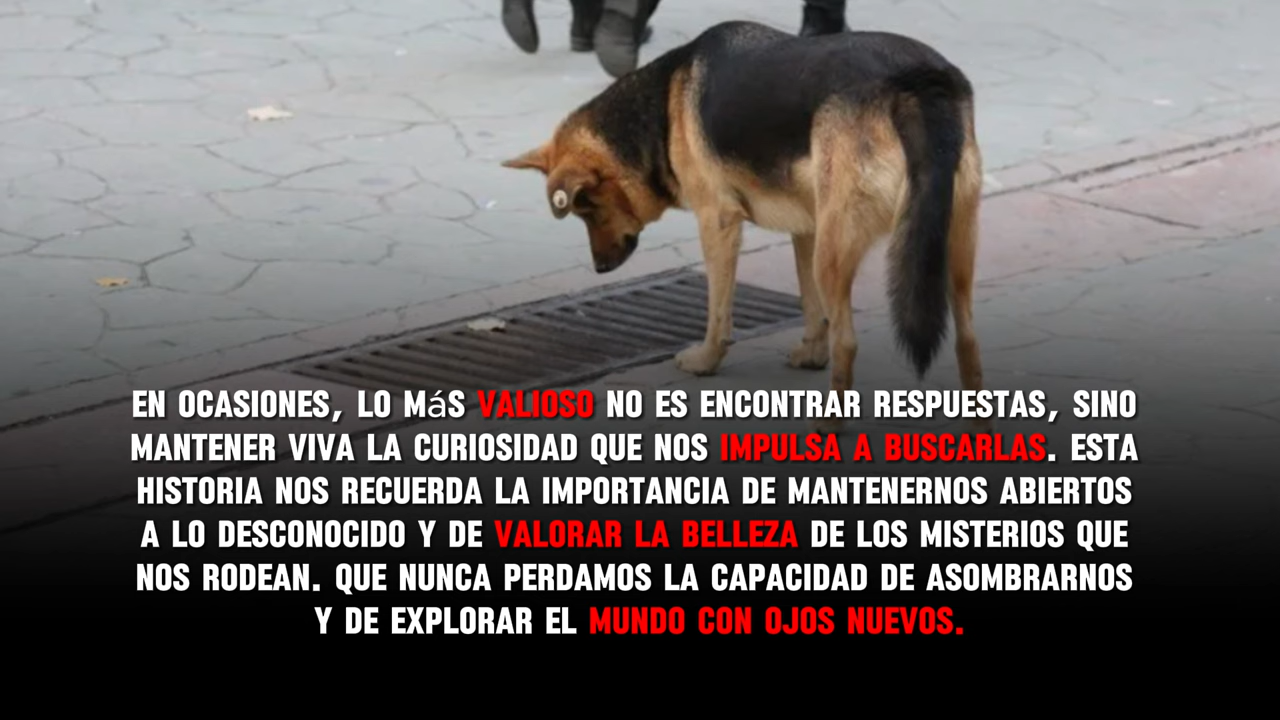 EN OCASIONES, LO MáS VALIOSO NO ES ENCONTRAR RESPUESTAS, SINO
MANTENER VIVA LA CURIOSIDAD QUE NOS IMPULSA A BUSCARLAS. ESTA
HISTORIA NOS RECUERDA LA IMPORTANCIA DE MANTENERNOS ABIERTOS
A LO DESCONOCIDO Y DE VALORAR LA BELLEZA DE LOS MISTERIOS QUE
NOS RODEAN. QUE NUNCA PERDAMOS LA CAPACIDAD DE ASOMBRARNOS
Y DE EXPLORAR EL MUNDO CON OJOS NUEVOS.